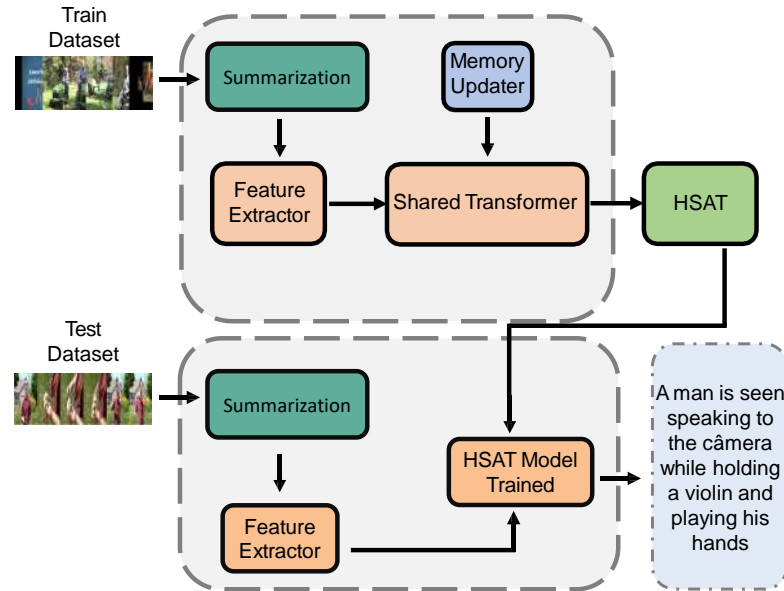 Train
Dataset
Summarization
Memory
Updater
Feature
Extractor
Shared Transformer
HSAT
Test
Dataset
Summarization
HSAT Model
Trained
Feature
Extractor
A man is seen
speaking to
the câmera
while holding
a violin and
playing his
hands